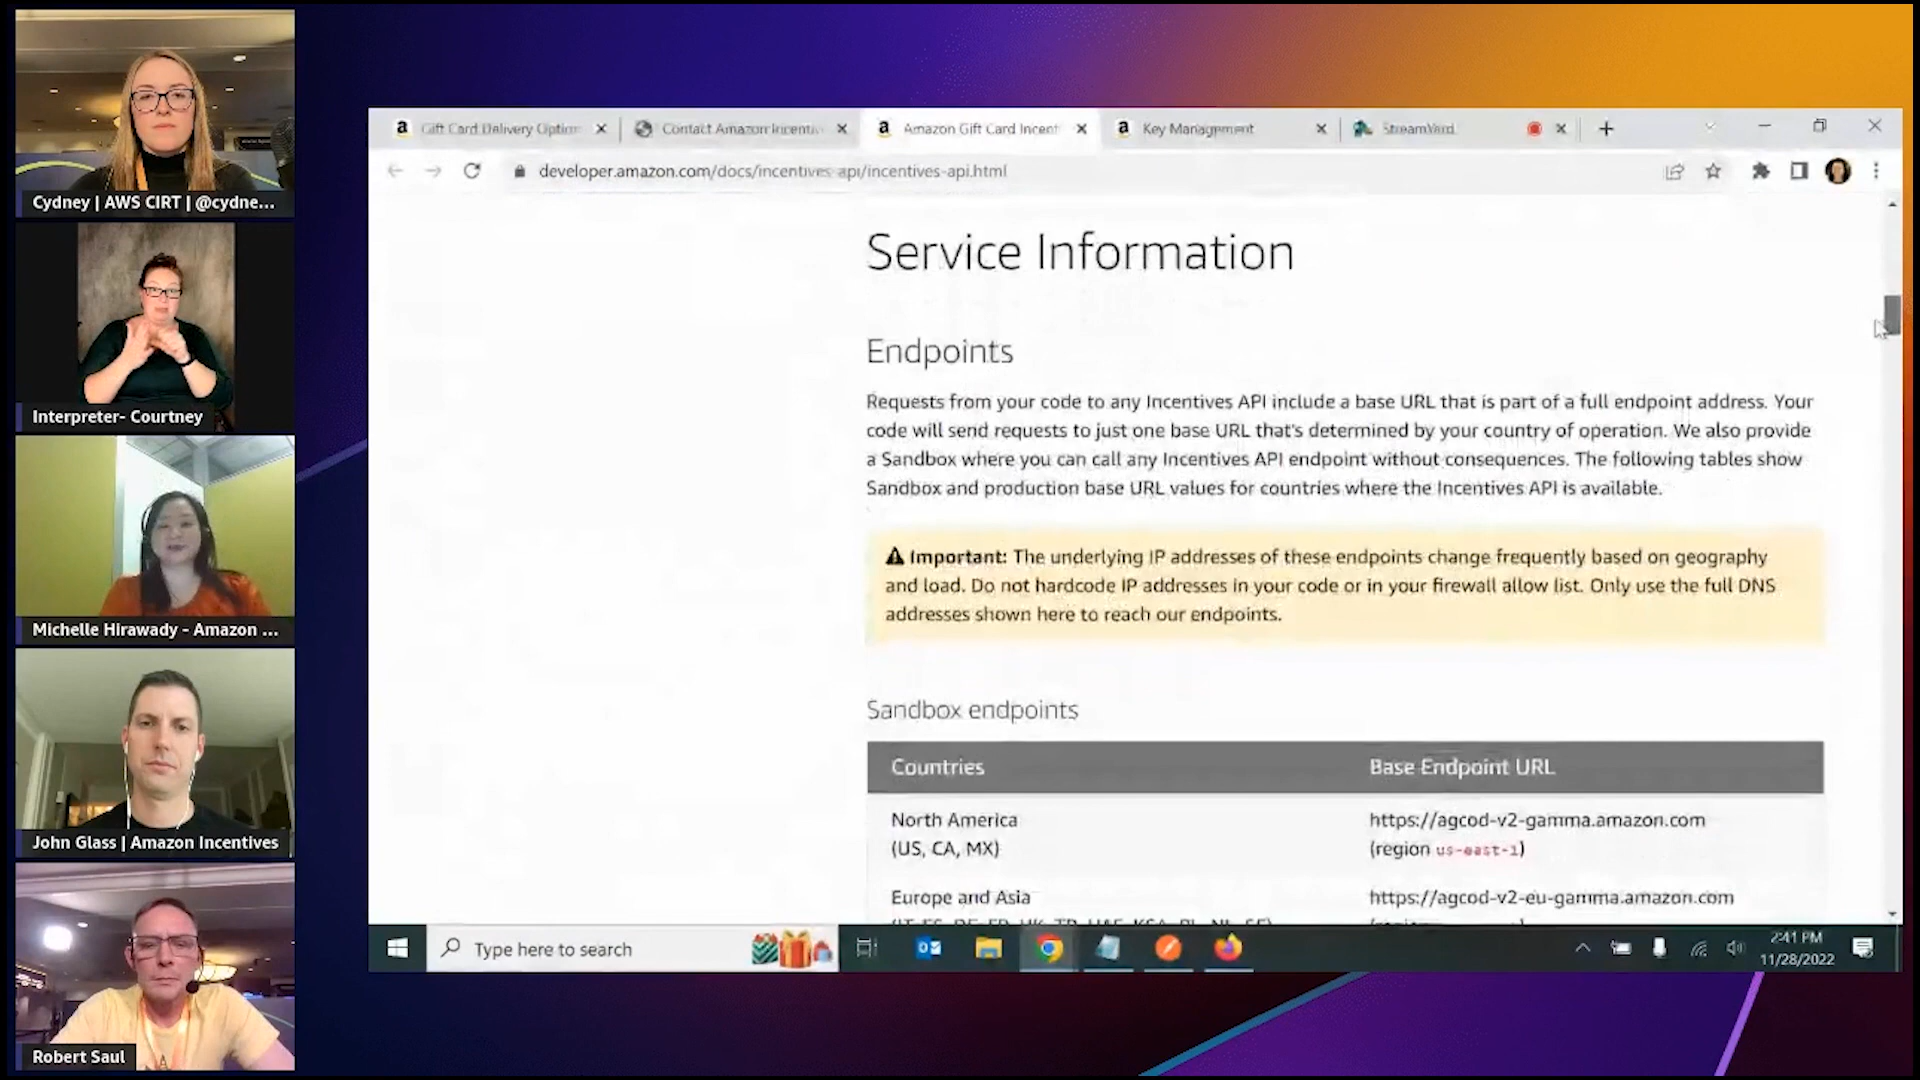 Cydney | AWS CIRT | @cydne...
Interpreter- Courtney
Michelle Hirawady - Amazon ...
John Glass | Amazon Incentives
Robert Saul
Gift Card Delivery Option
Contact Amazon Incentiv
Amazon Gift Card Incent
Key Management
StreamYard
developer.amazon.com/docs/incentives-api/incentives-api.html
Service Information
Endpoints
Requests from your code to any Incentives API include a base URL that is part of a full endpoint address. Your
code will send requests to just one base URL that's determined by your country of operation. We also provide
a Sandbox where you can call any Incentives API endpoint without consequences. The following tables show
Sandbox and production base URL values for countries where the Incentives API is available.
Important: The underlying IP addresses of these endpoints change frequently based on geography
and load. Do not hardcode IP addresses in your code or in your firewall allow list. Only use the full DNS
addresses shown here to reach our endpoints.
Sandbox endpoints
Countries Base Endpoint URL
North America https://agcod-v2-gamma.amazon.com
(US, CA, MX) (region us-east-1)
Europe and Asia https://agcod-v2-eu-gamma.amazon.com
Type here to search
2:41 PM
11/28/2022